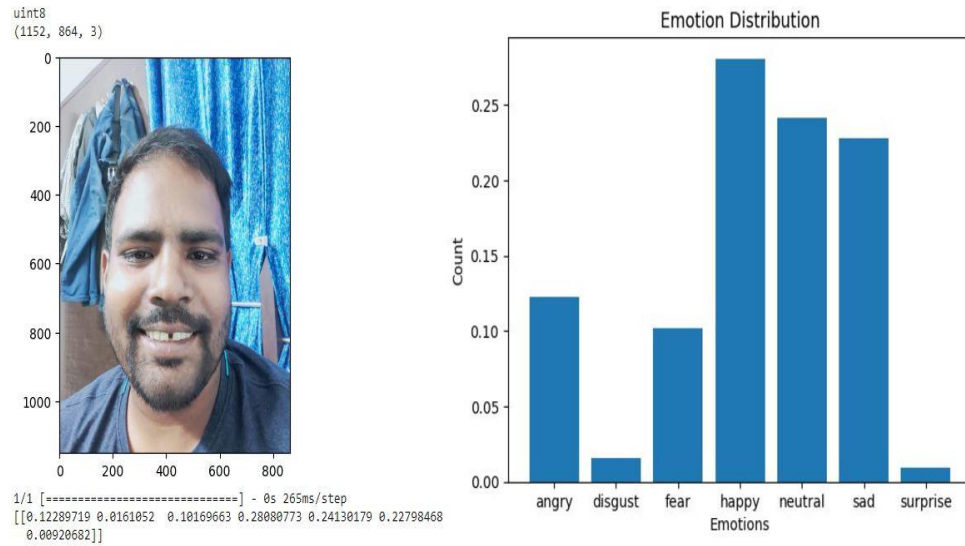 uint8
(1152, 864, 3)
0
200
400
600
800
1000
0 200 400 600 800
1/1 [==============================] - 0s 265ms/step
[[0.12289719 0.0161052 0.10169663 0.28080773 0.24130179 0.22798468
0.00920682]]
Emotion Distribution
0.25
0.20
0.15
0.10
0.05
0.00
Count
angry disgust fear happy neutral sad surprise
Emotions